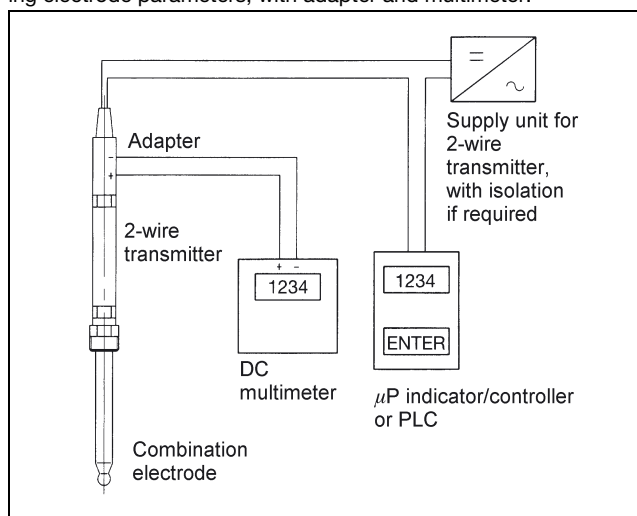 ing electrode parameters, with adapter and multimeter.
Supply unit for
2-wire
transmitter,
with isolation
if required
Adapter
−
+
2-wire
transmitter
+ −
1234
DC
multimeter
1234
ENTER
µP indicator/controller
or PLC
Combination
electrode